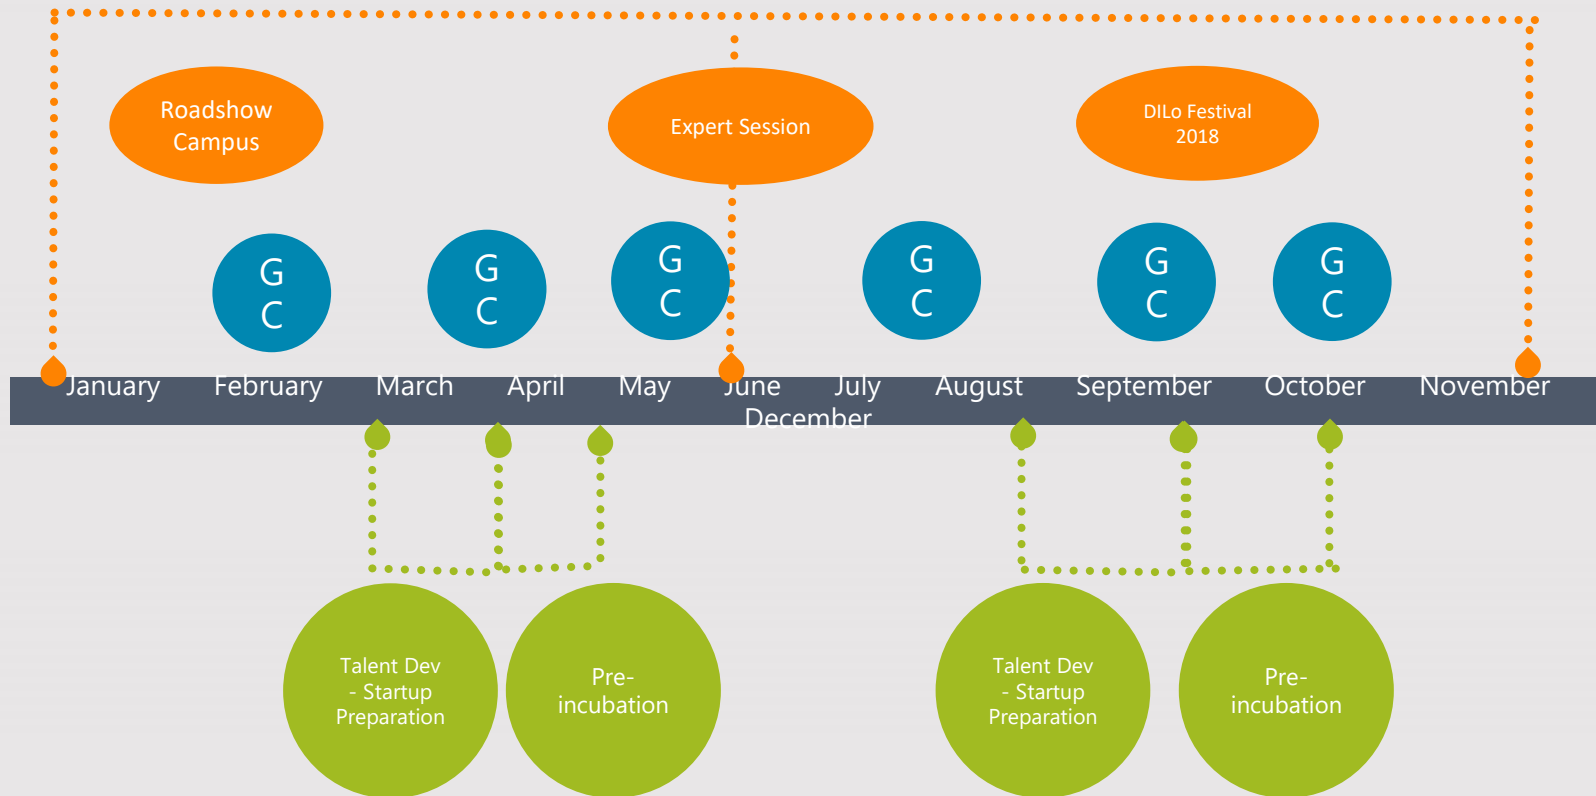 Roadshow
Campus
Expert Session
DILo Festival
2018
G
C
G
C
G
C
G
C
G
C
G
C
January February March April May June July August September October November
December
Talent Dev
- Startup
Preparation
Pre-
incubation
Talent Dev
- Startup
Preparation
Pre-
incubation